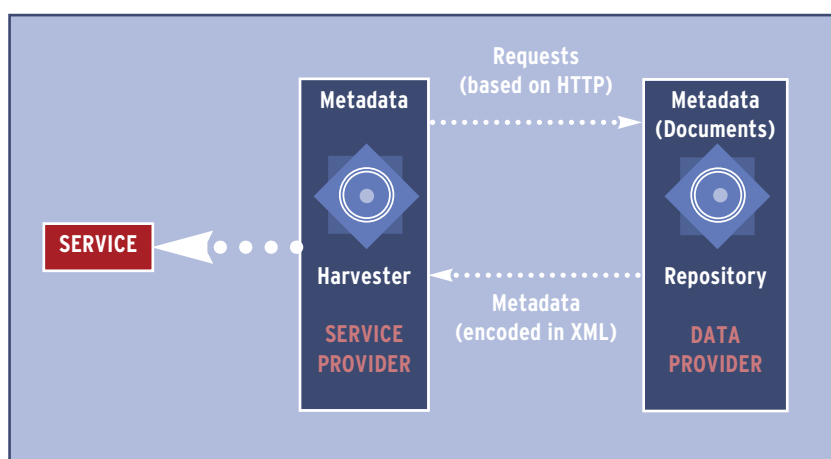 Requests
(based on HTTP)
Metadata
Harvester
SERVICE
PROVIDER
Metadata
(Documents)
Repository
DATA
PROVIDER
SERVICE
Metadata
(encoded in XML)